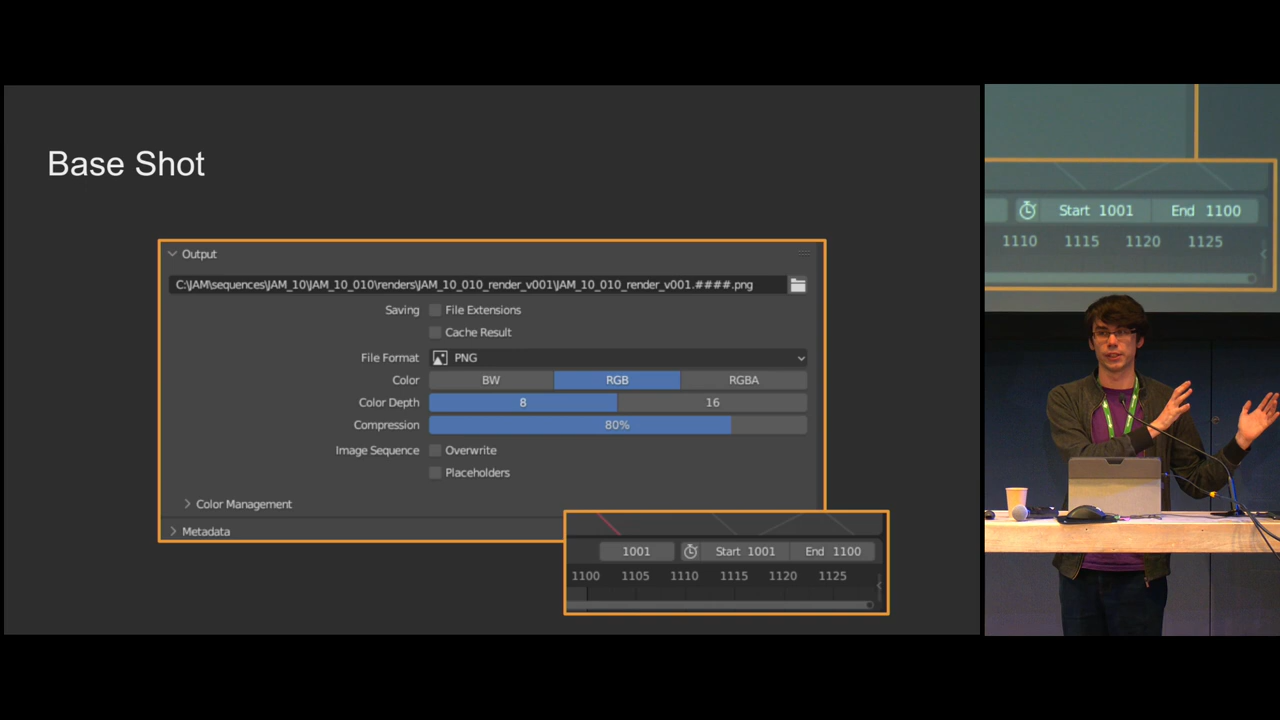 Base Shot
Output
C:\JAM\sequences\JAM_10\JAM_10_010\renders\JAM_10_010_render_v001\JAM_10_010_render_v001.####.png
Saving File Extensions
Cache Result
File Format PNG
Color BW RGB RGBA
Color Depth 8 16
Compression 80%
Image Sequence Overwrite
Placeholders
Color Management
Metadata
1001 Start 1001 End 1100
1100 1105 1110 1115 1120 1125
Start 1001 End 1100
1110 1115 1120 1125